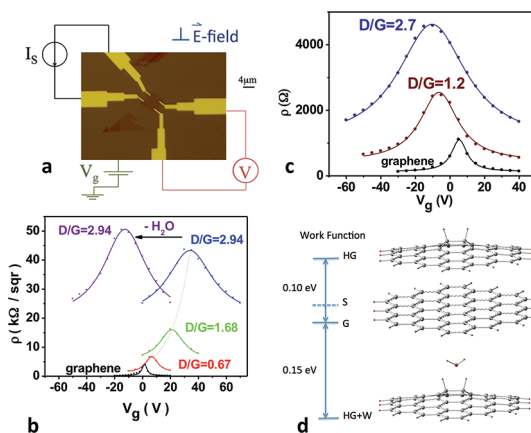 I_S
⊥ E-field
4μm
V_g
V
a
D/G=2.7
D/G=1.2
graphene
ρ (Ω)
4000
2000
0
-60 -40 -20 0 20 40
V_g (V)
c
D/G=2.94
- H₂O
D/G=2.94
D/G=1.68
D/G=0.67
graphene
ρ (kΩ / sqr)
50
40
30
20
10
0
-40 -20 0 20 40 60
V_g (V)
b
Work Function
HG
0.10 eV
S
G
0.15 eV
HG+W
d